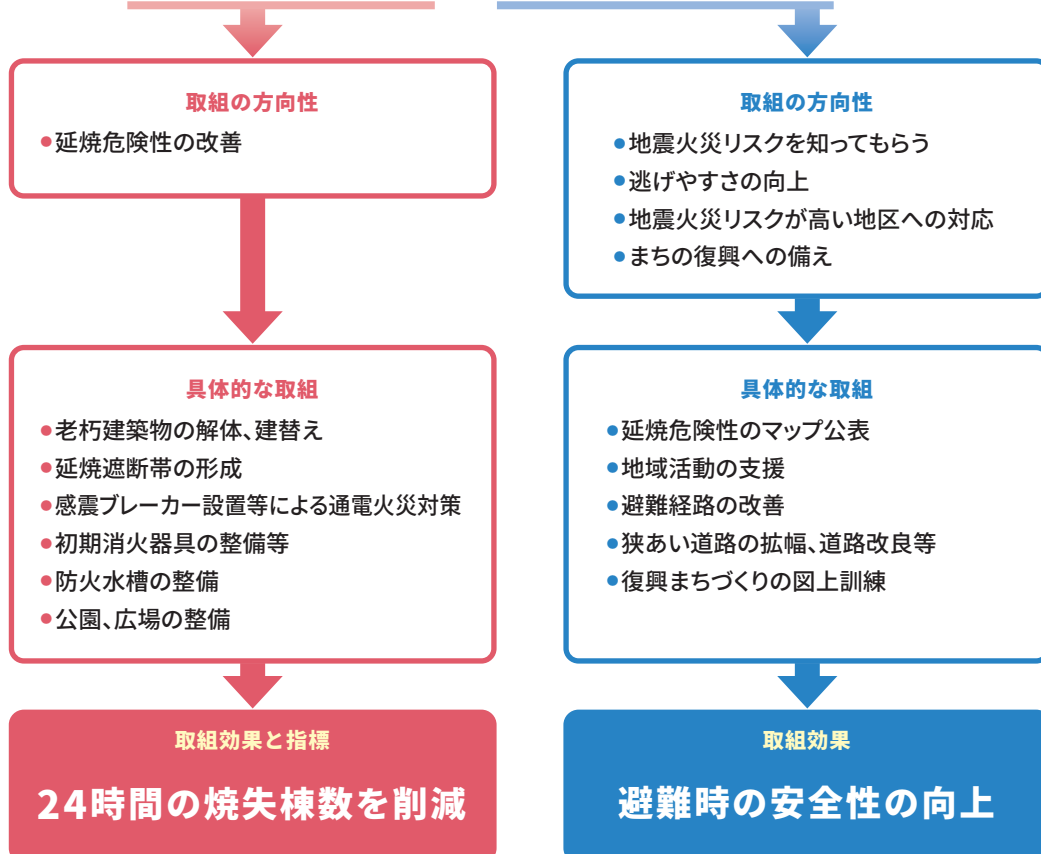 取組の方向性
●延焼危険性の改善
具体的な取組
●老朽建築物の解体、建替え
●延焼遮断帯の形成
●感震ブレーカー設置等による通電火災対策
●初期消火器具の整備等
●防火水槽の整備
●公園、広場の整備
取組効果と指標
24時間の焼失棟数を削減
取組の方向性
●地震火災リスクを知ってもらう
●逃げやすさの向上
●地震火災リスクが高い地区への対応
●まちの復興への備え
具体的な取組
●延焼危険性のマップ公表
●地域活動の支援
●避難経路の改善
●狭あい道路の拡幅、道路改良等
●復興まちづくりの図上訓練
取組効果
避難時の安全性の向上